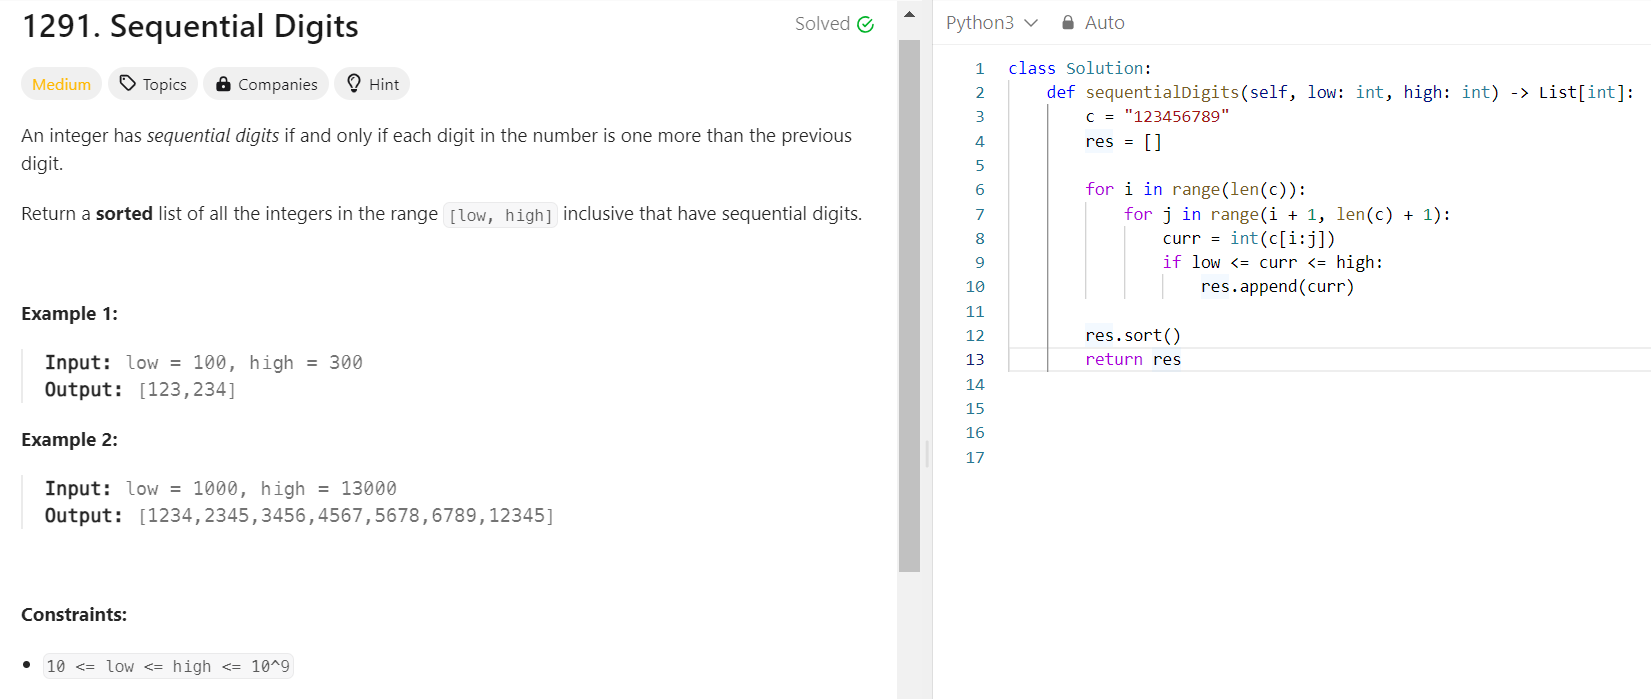 1291. Sequential Digits
Solved
Medium
Topics
Companies
Hint
An integer has sequential digits if and only if each digit in the number is one more than the previous
digit.
Return a sorted list of all the integers in the range [low, high] inclusive that have sequential digits.
Example 1:
Input: low = 100, high = 300
Output: [123,234]
Example 2:
Input: low = 1000, high = 13000
Output: [1234,2345,3456,4567,5678,6789,12345]
Constraints:
• 10 <= low <= high <= 10^9
Python3
Auto
1 class Solution:
2     def sequentialDigits(self, low: int, high: int) -> List[int]:
3         c = "123456789"
4         res = []
5
6         for i in range(len(c)):
7             for j in range(i + 1, len(c) + 1):
8                 curr = int(c[i:j])
9                 if low <= curr <= high:
10                     res.append(curr)
11
12         res.sort()
13         return res
14
15
16
17